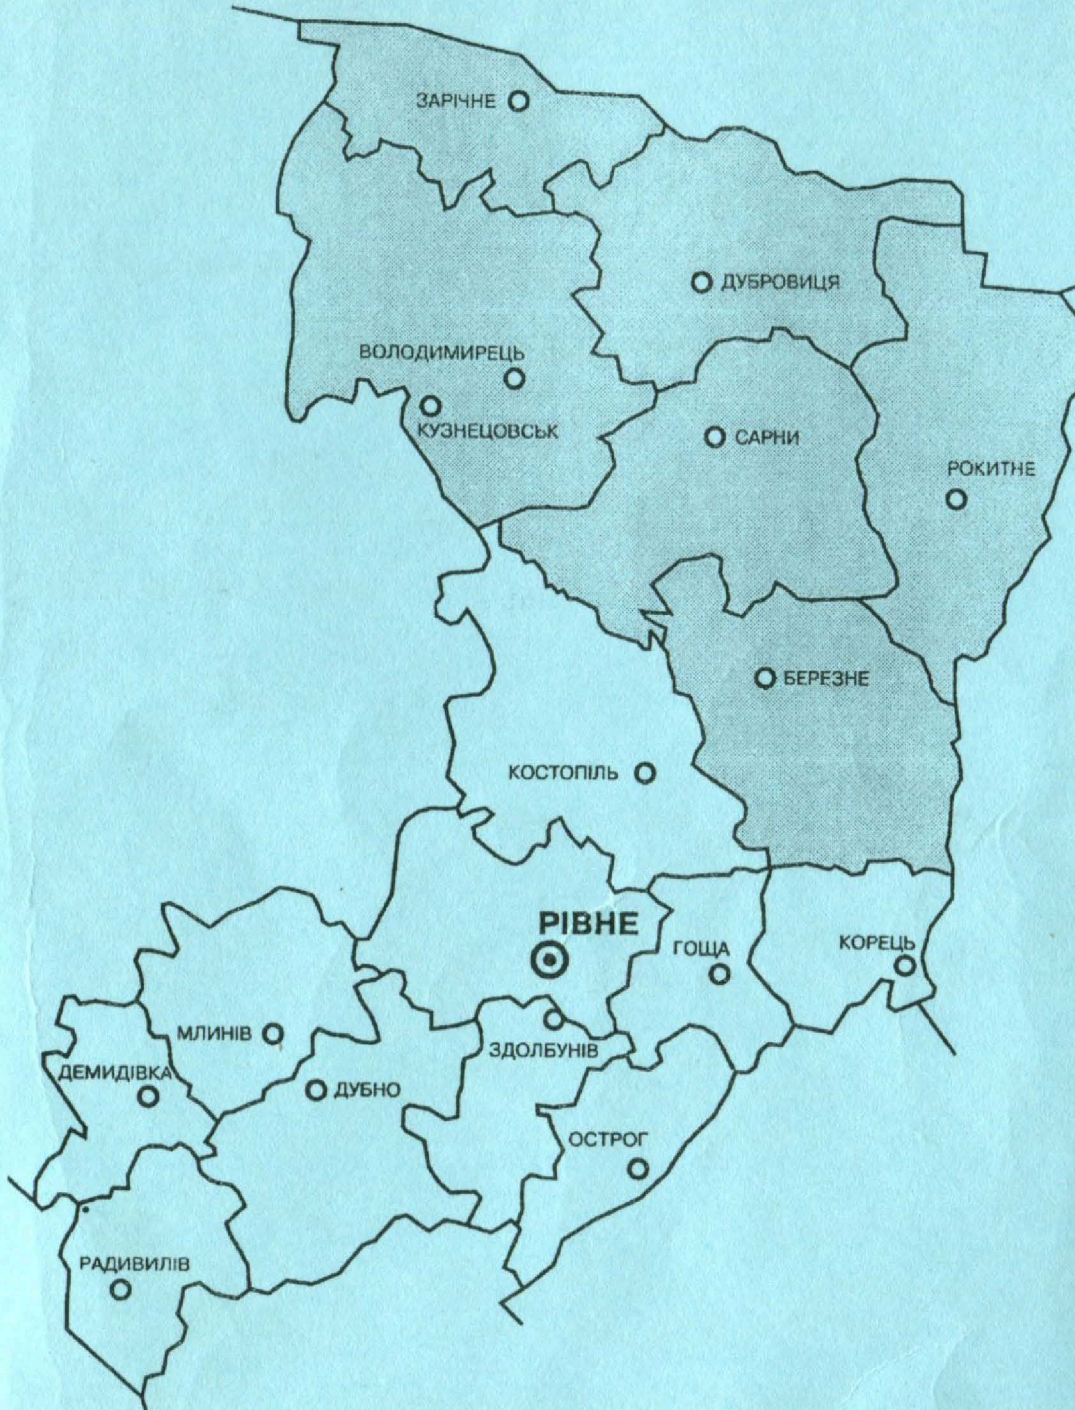 ЗАРІЧНЕ
ДУБРОВИЦЯ
ВОЛОДИМИРЕЦЬ
КУЗНЕЦОВСЬК
САРНИ
РОКИТНЕ
БЕРЕЗНЕ
КОСТОПІЛЬ
РІВНЕ
ГОЩА
КОРЕЦЬ
МЛИНІВ
ЗДОЛБУНІВ
ДЕМИДІВКА
ДУБНО
ОСТРОГ
РАДИВИЛІВ